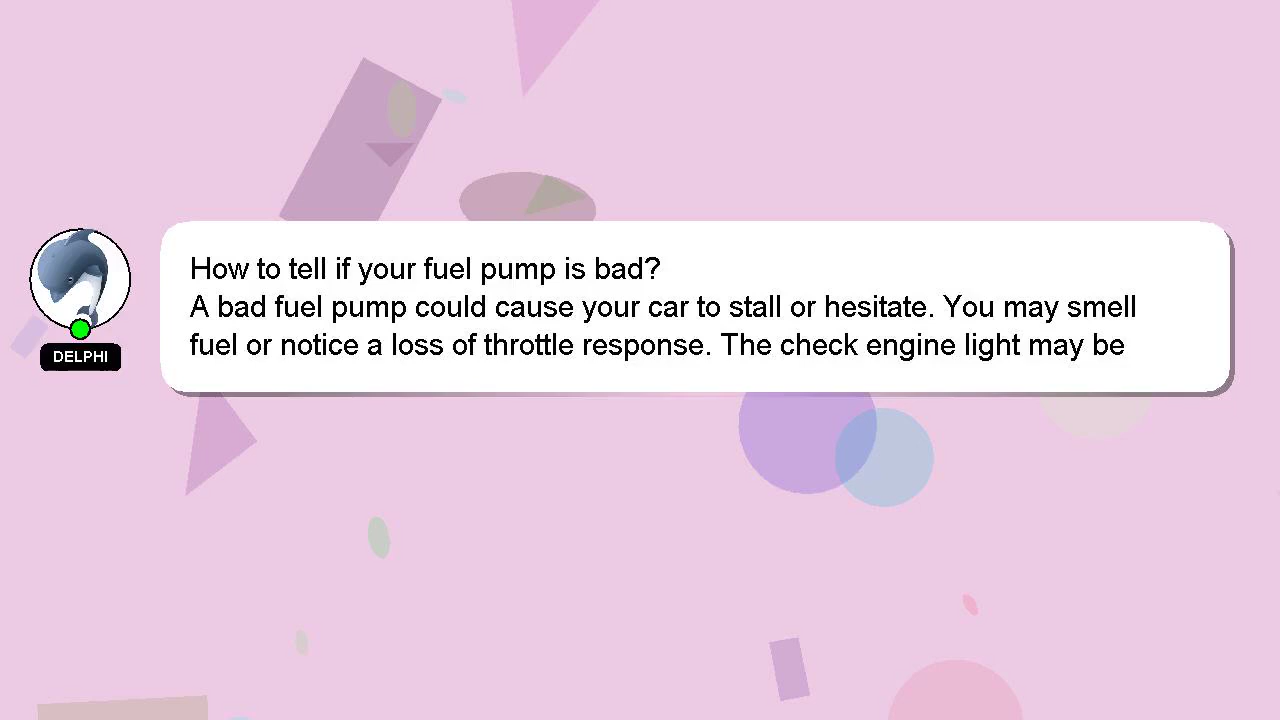 How to tell if your fuel pump is bad?
A bad fuel pump could cause your car to stall or hesitate. You may smell
fuel or notice a loss of throttle response. The check engine light may be
DELPHI